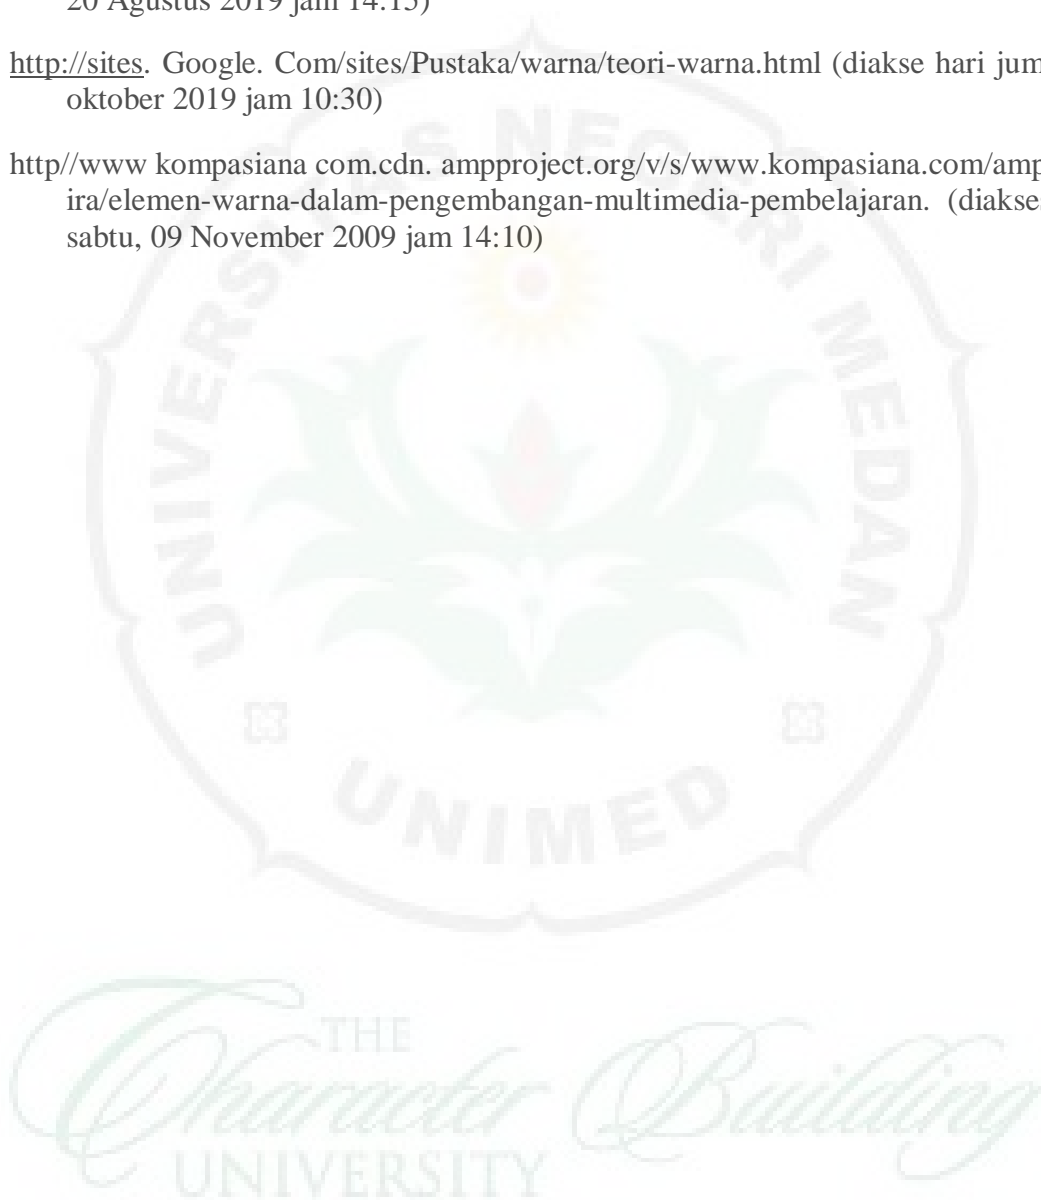 20 Agustus 2019 jam 14:15)
http://sites. Google. Com/sites/Pustaka/warna/teori-warna.html (diakse hari jum
oktober 2019 jam 10:30)
http//www kompasiana com.cdn. ampproject.org/v/s/www.kompasiana.com/amp
ira/elemen-warna-dalam-pengembangan-multimedia-pembelajaran. (diakses
sabtu, 09 November 2009 jam 14:10)
UNIVERSITAS NEGERI MEDAN
UNIMED
THE
Character Building
UNIVERSITY